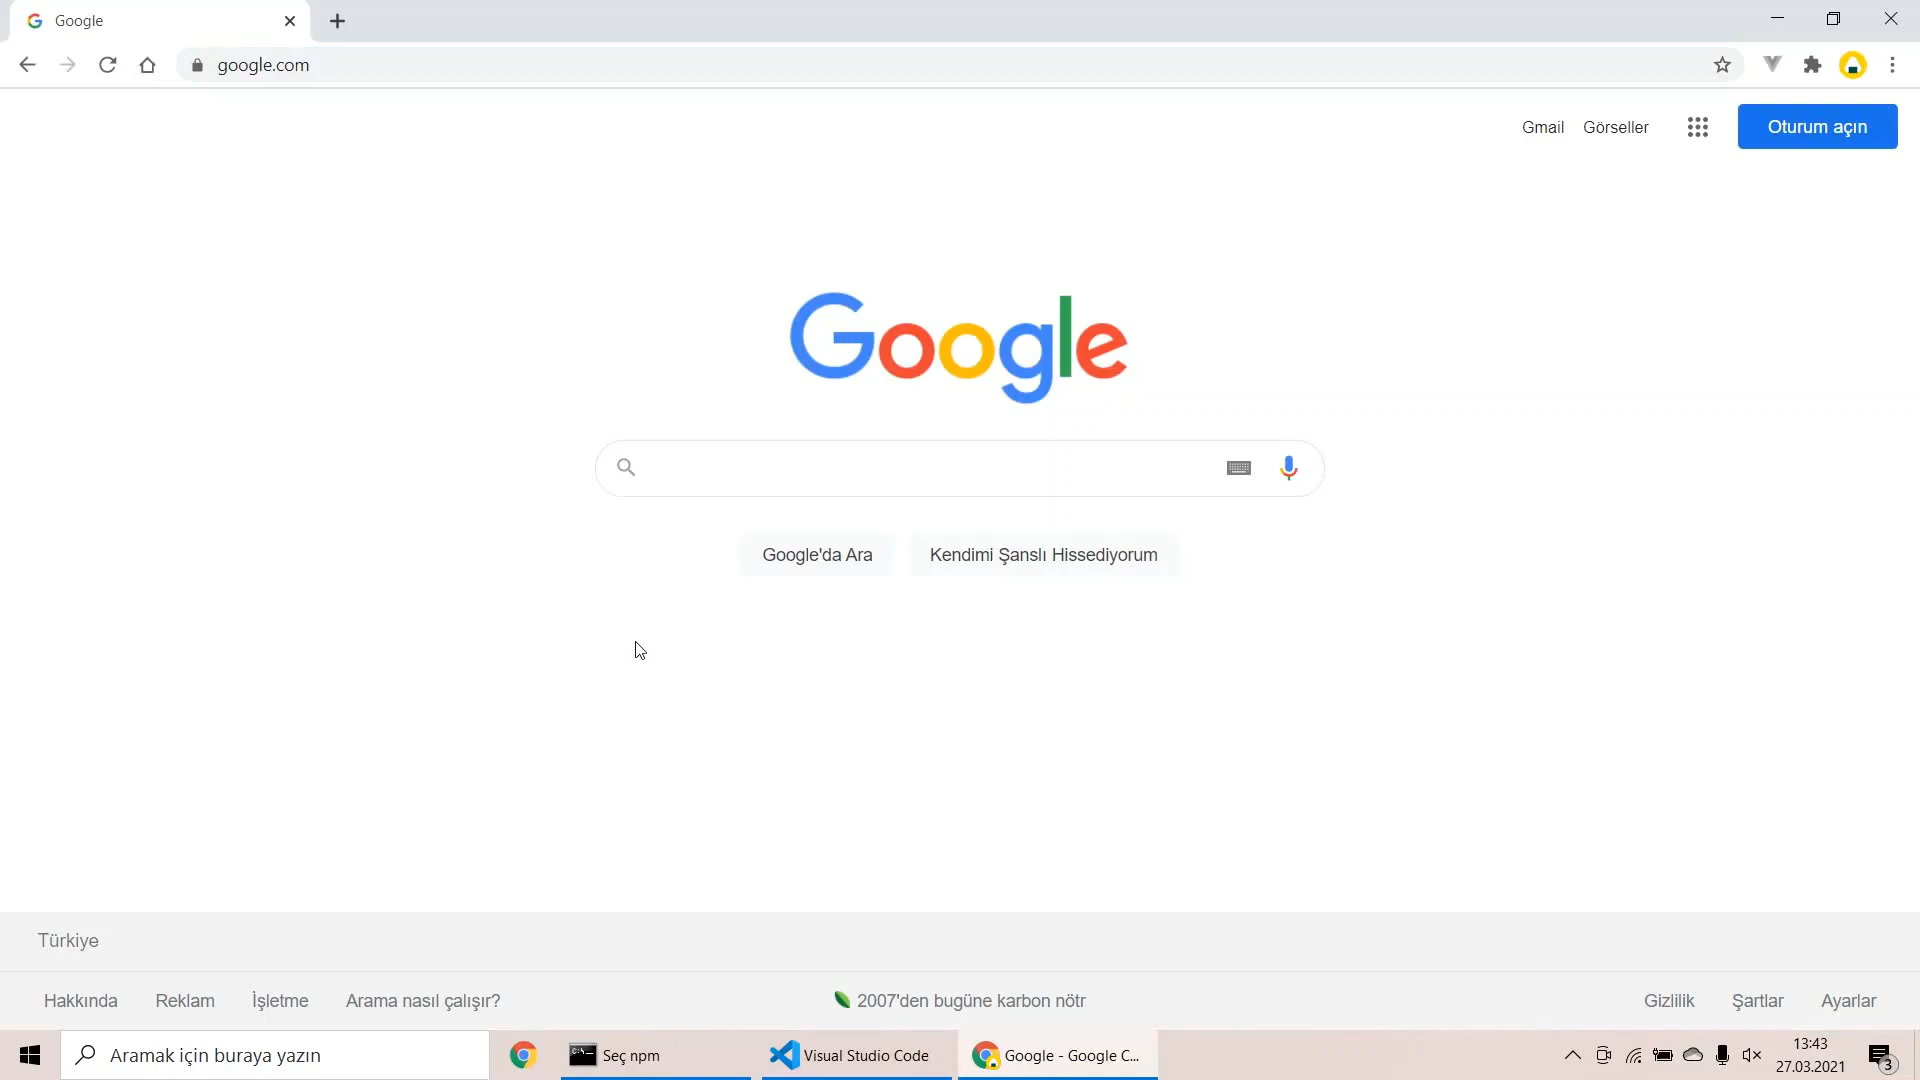 Google
google.com
Gmail Görseller Oturum açın
Google
Google'da Ara Kendimi Şanslı Hissediyorum
Türkiye
Hakkında Reklam İşletme Arama nasıl çalışır? 2007'den bugüne karbon nötr Gizlilik Şartlar Ayarlar
Aramak için buraya yazın Seç npm Visual Studio Code Google - Google C... 13:43
27.03.2021 3